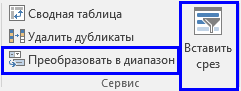 Сводная таблица
Удалить дубликаты
Преобразовать в диапазон
Сервис
Вставить
срез